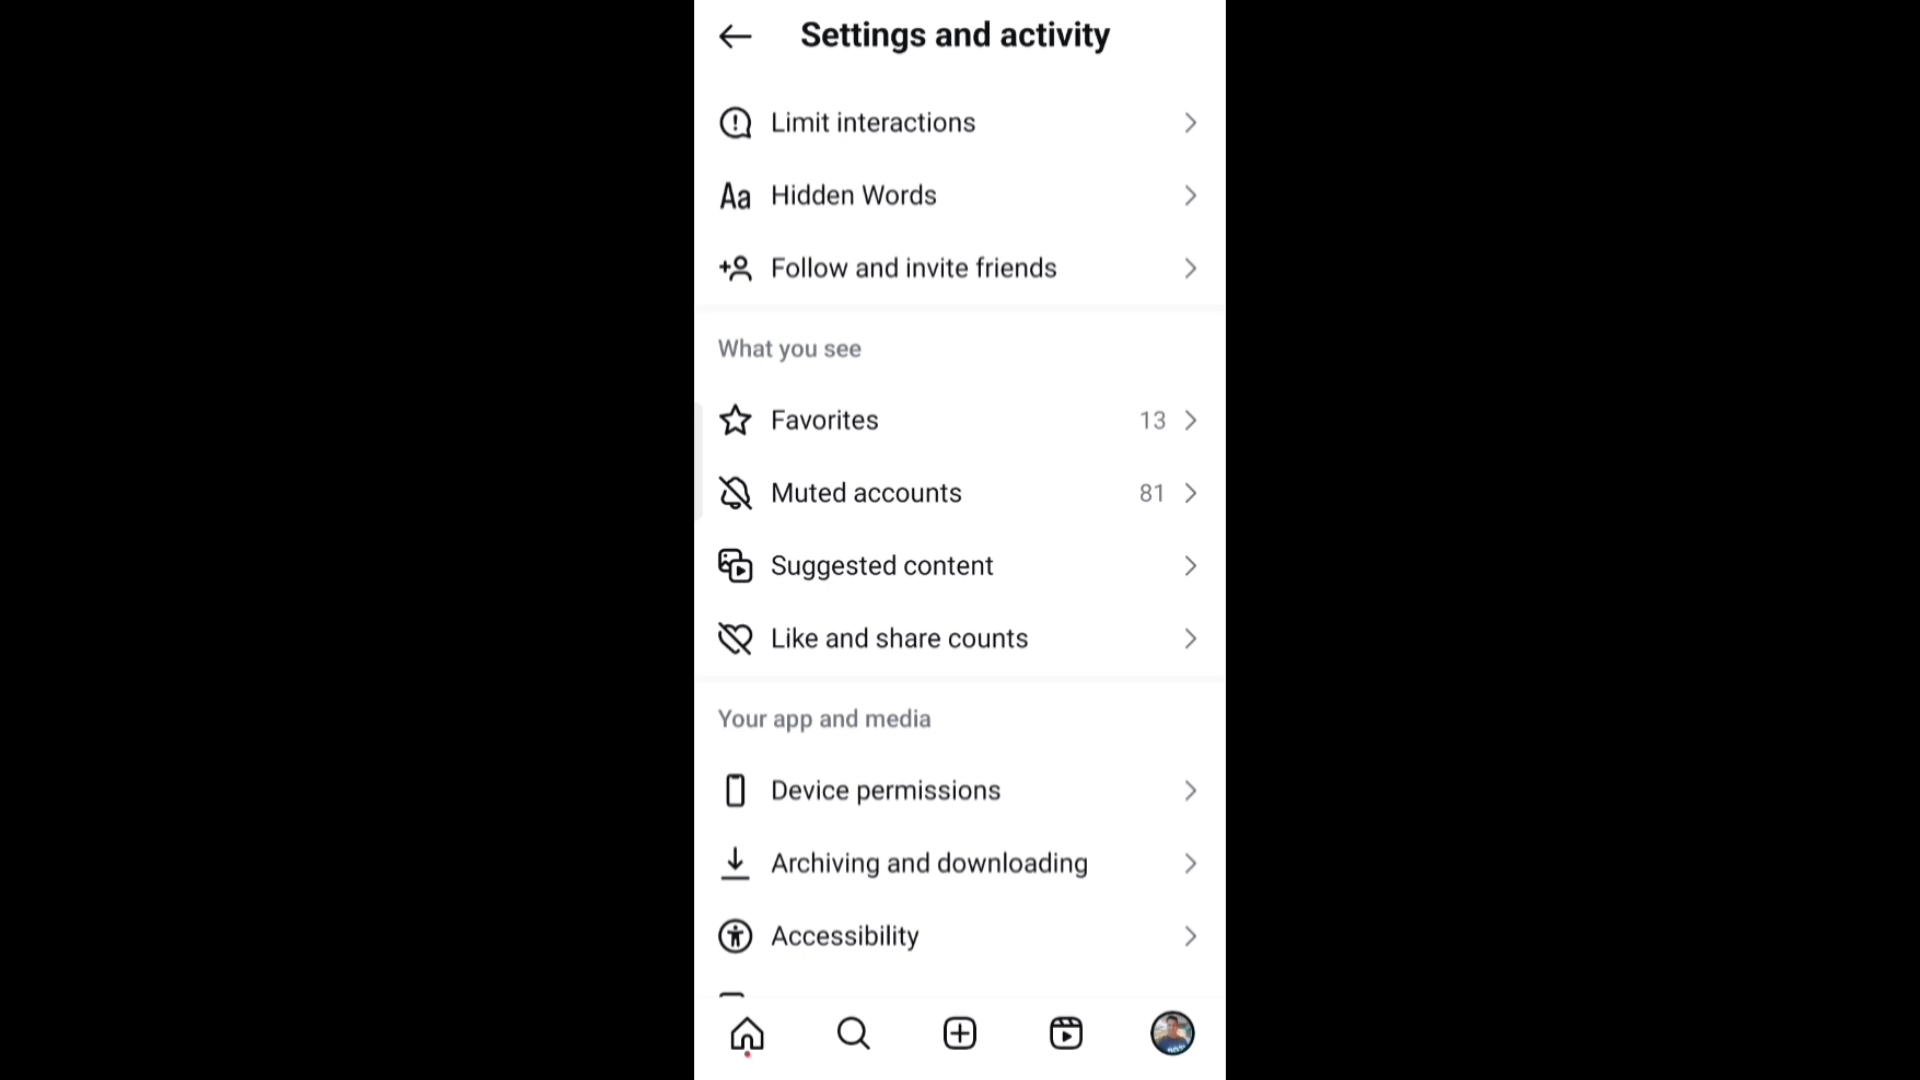 Settings and activity
Limit interactions
Aa Hidden Words
Follow and invite friends
What you see
Favorites 13
Muted accounts 81
Suggested content
Like and share counts
Your app and media
Device permissions
Archiving and downloading
Accessibility